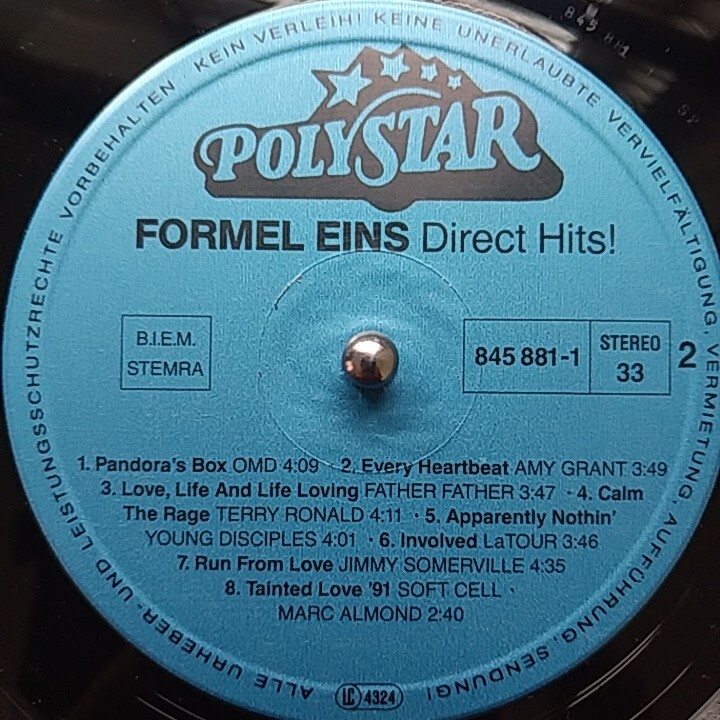 ALLE URHEBER- UND LEISTUNGSSCHUTZRECHTE VORBEHALTEN · KEIN VERLEIH! KEINE UNERLAUBTE VERVIELFÄLTIGUNG, VERMIETUNG, AUFFÜHRUNG, SENDUNG!
POLYSTAR
FORMEL EINS Direct Hits!
B.I.E.M.
STEMRA
845 881-1
STEREO
33
2
1. Pandora's Box OMD 4:09 · 2. Every Heartbeat AMY GRANT 3:49
3. Love, Life And Life Loving FATHER FATHER 3:47 · 4. Calm
The Rage TERRY RONALD 4:11 · 5. Apparently Nothin'
YOUNG DISCIPLES 4:01 · 6. Involved LaTOUR 3:46
7. Run From Love JIMMY SOMERVILLE 4:35
8. Tainted Love '91 SOFT CELL ·
MARC ALMOND 2:40
LC 4324
845 881
S2